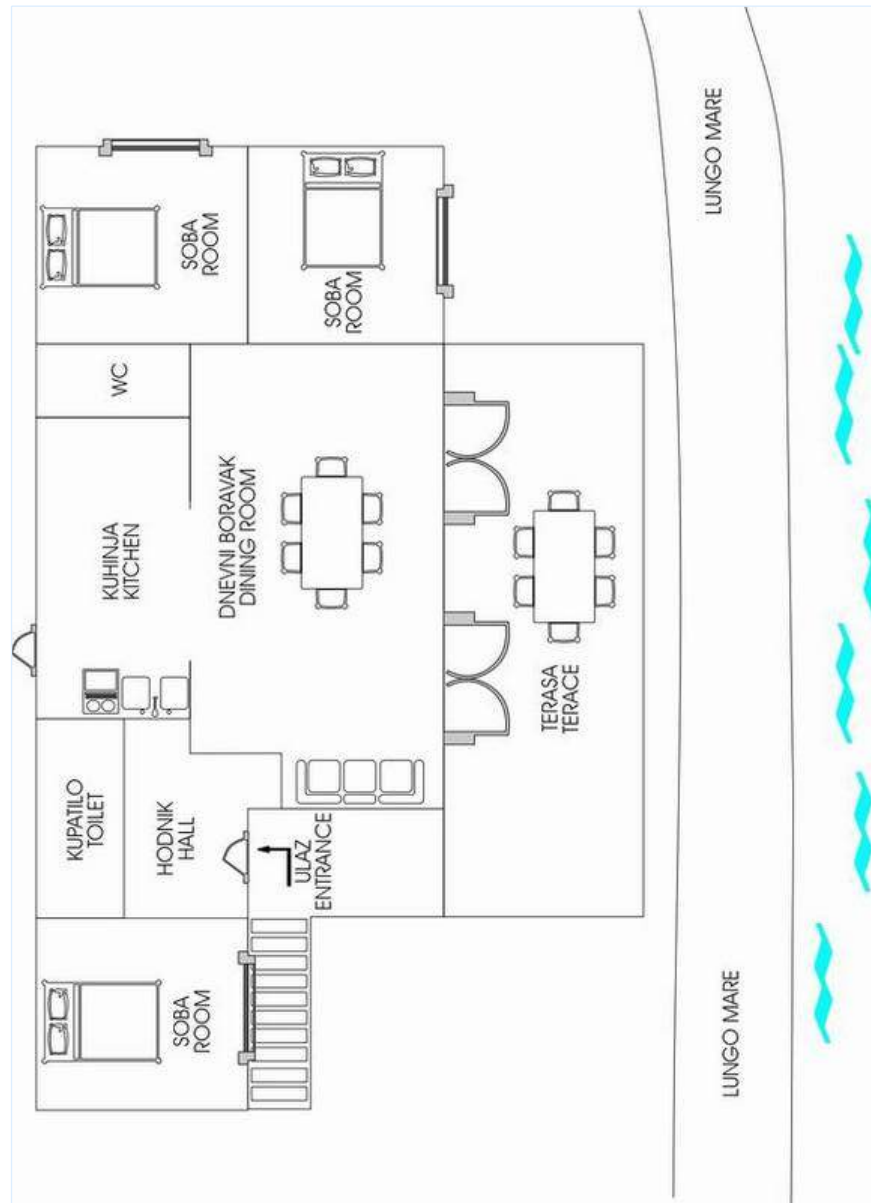 LUNGO MARE
SOBA
ROOM
SOBA
ROOM
WC
KUHINJA
KITCHEN
DNEVNI BORAVAK
DINING ROOM
TERASA
TERACE
KUPATILO
TOILET
HODNIK
HALL
ULAZ
ENTRANCE
SOBA
ROOM
LUNGO MARE